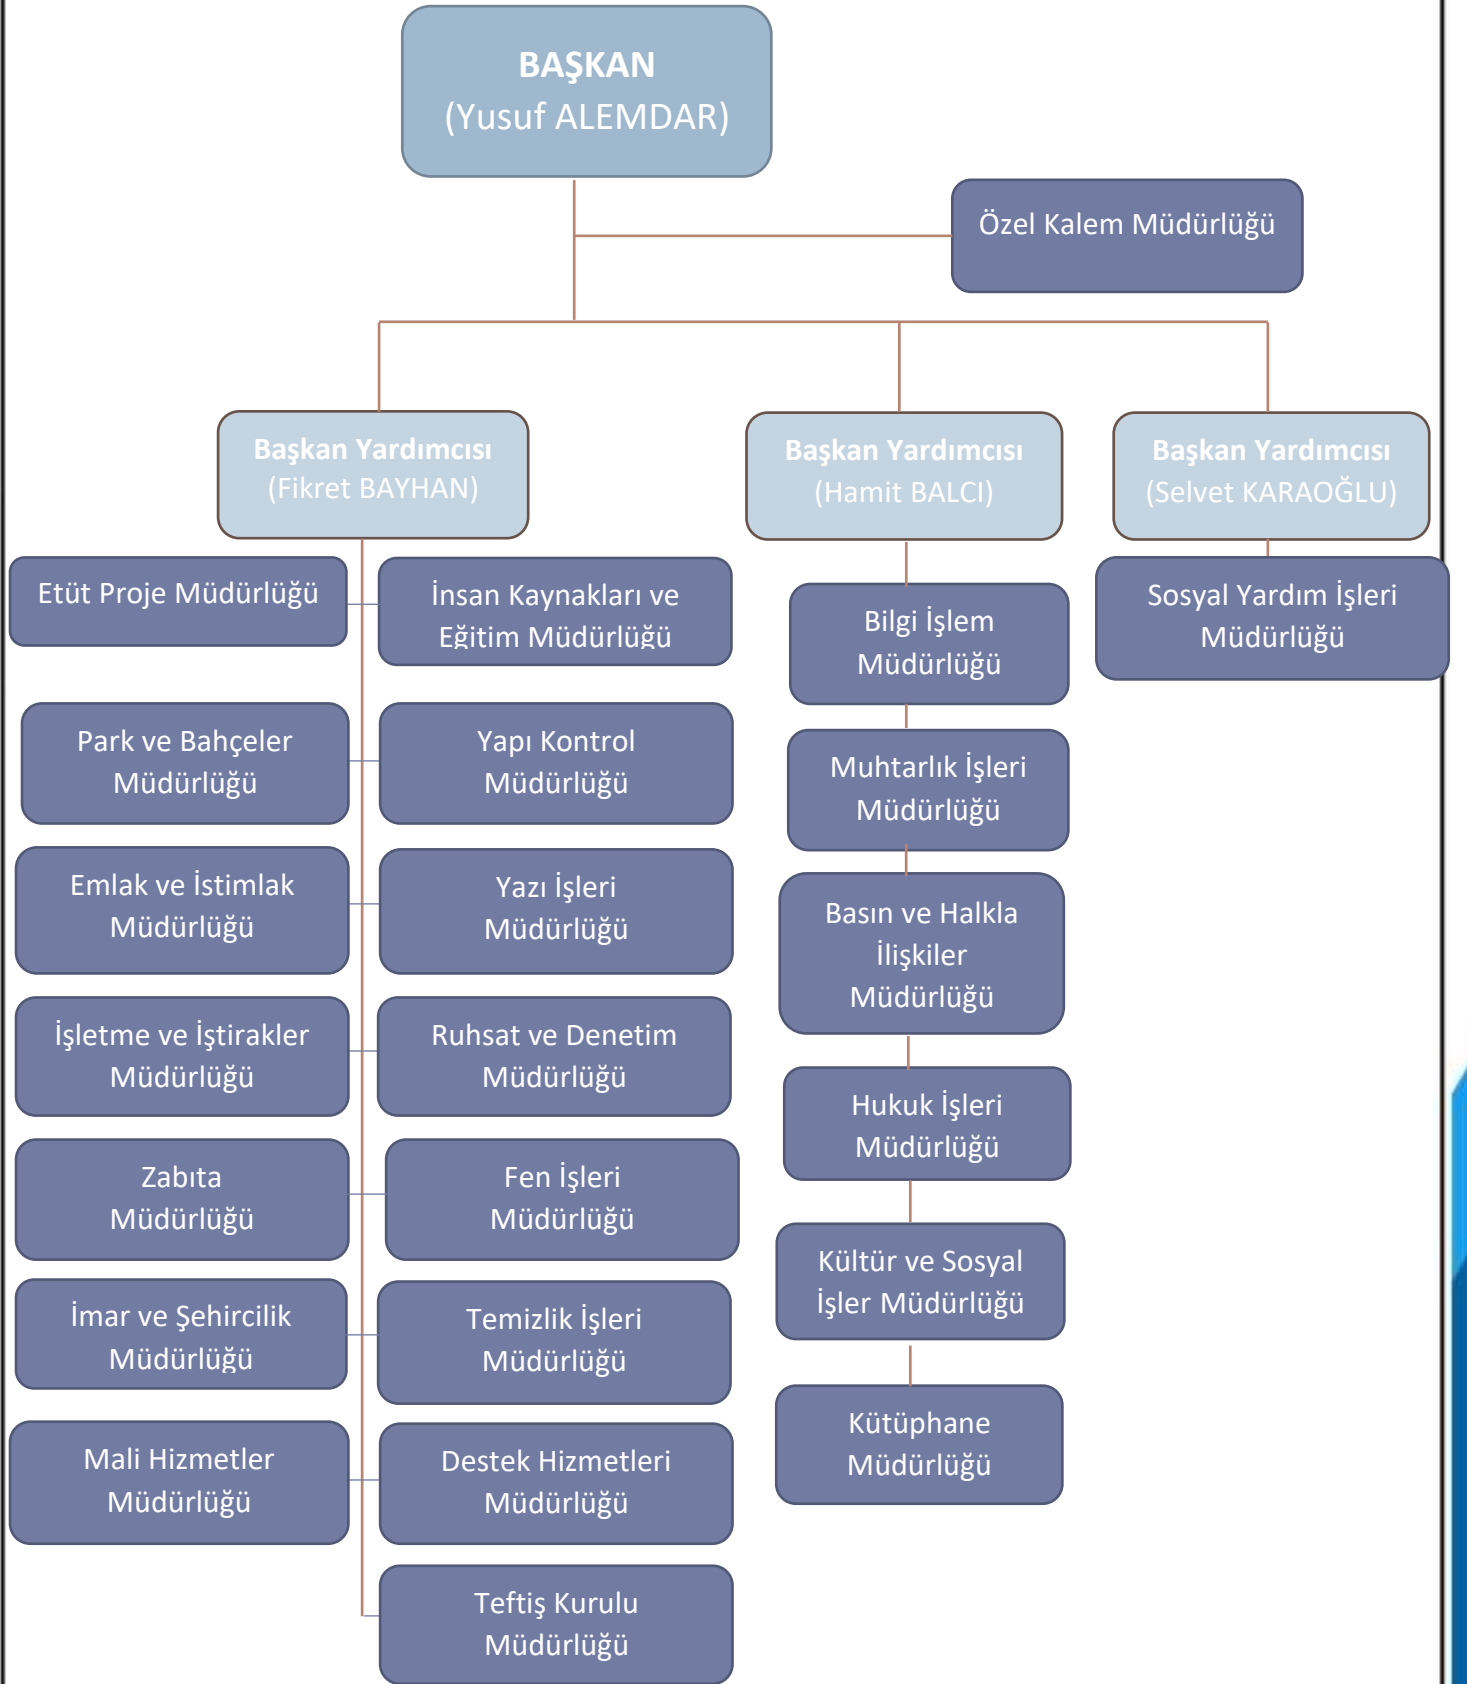 BAŞKAN
(Yusuf ALEMDAR)
Özel Kalem Müdürlüğü
Başkan Yardımcısı
(Fikret BAYHAN)
Başkan Yardımcısı
(Hamit BALCI)
Başkan Yardımcısı
(Selvet KARAOĞLU)
Etüt Proje Müdürlüğü
İnsan Kaynakları ve
Eğitim Müdürlüğü
Park ve Bahçeler
Müdürlüğü
Yapı Kontrol
Müdürlüğü
Emlak ve İstimlak
Müdürlüğü
Yazı İşleri
Müdürlüğü
İşletme ve İştirakler
Müdürlüğü
Ruhsat ve Denetim
Müdürlüğü
Zabıta
Müdürlüğü
Fen İşleri
Müdürlüğü
İmar ve Şehircilik
Müdürlüğü
Temizlik İşleri
Müdürlüğü
Mali Hizmetler
Müdürlüğü
Destek Hizmetleri
Müdürlüğü
Teftiş Kurulu
Müdürlüğü
Bilgi İşlem
Müdürlüğü
Muhtarlık İşleri
Müdürlüğü
Basın ve Halkla
İlişkiler
Müdürlüğü
Hukuk İşleri
Müdürlüğü
Kültür ve Sosyal
İşler Müdürlüğü
Kütüphane
Müdürlüğü
Sosyal Yardım İşleri
Müdürlüğü